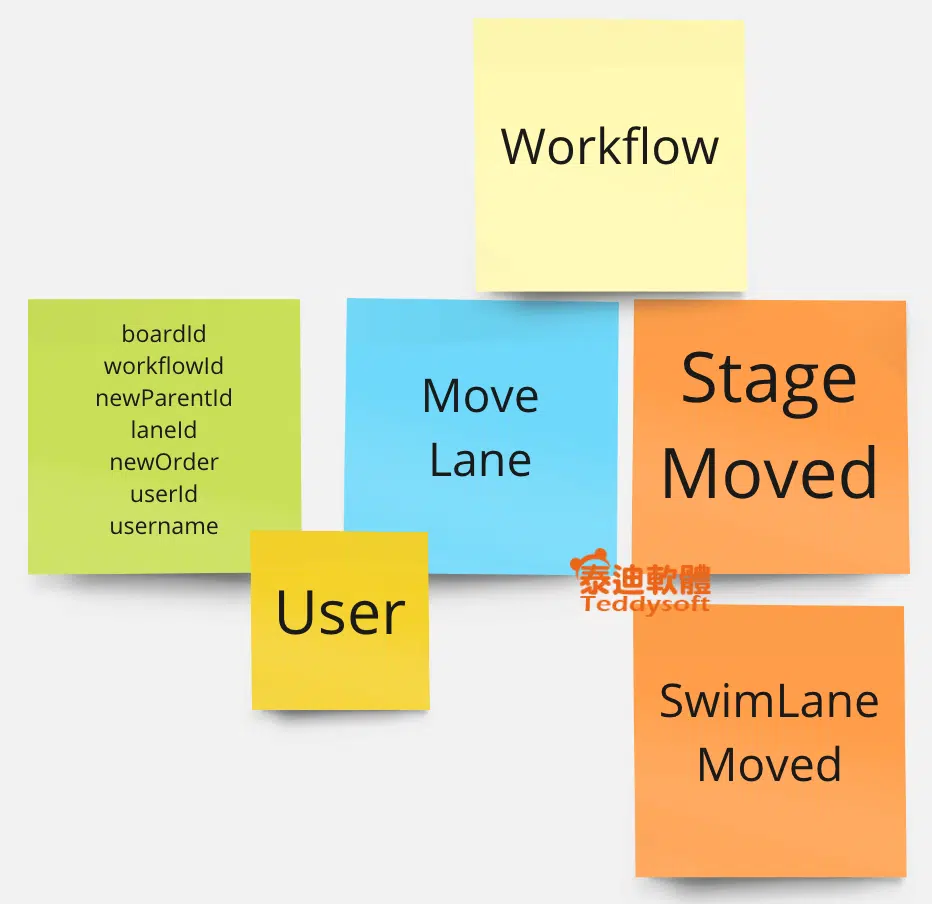 Workflow
boardId
workflowId
newParentId
laneId
newOrder
userId
username
Move
Lane
Stage
Moved
User
泰迪軟體
Teddysoft
SwimLane
Moved